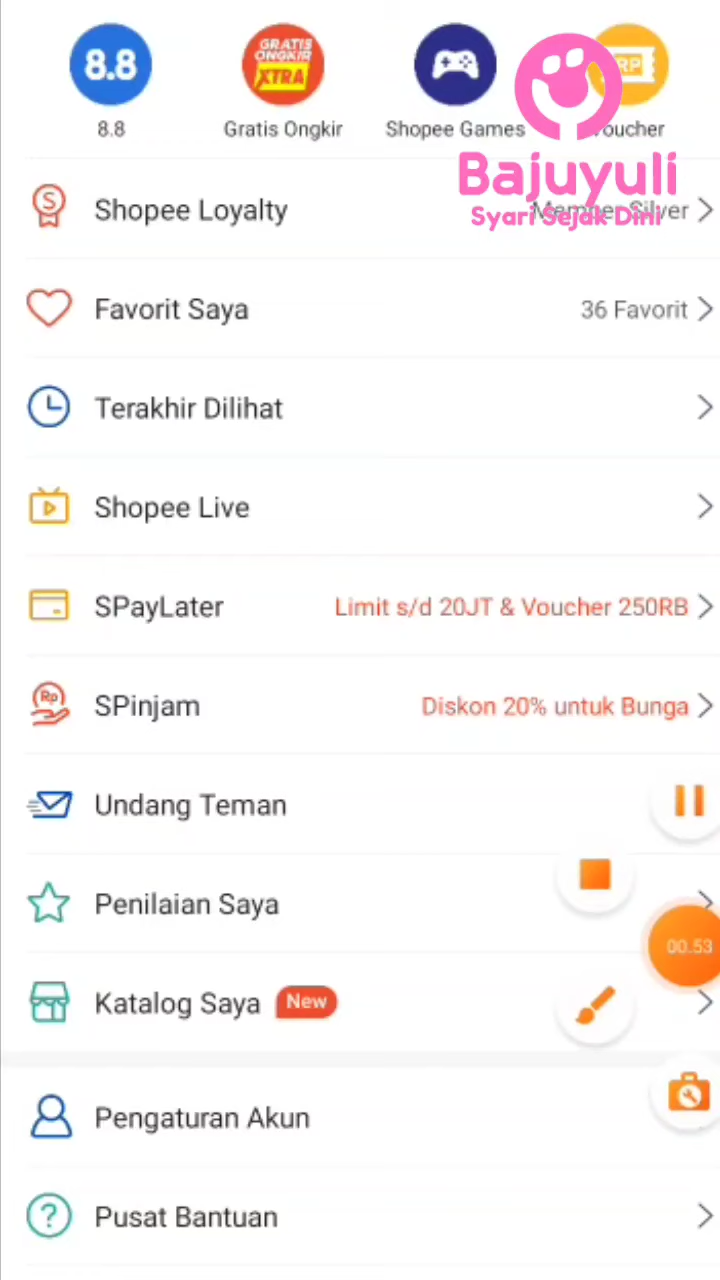 8.8
GRATIS
ONGKIR
XTRA
RP
8.8
Gratis Ongkir
Shopee Games
Voucher
Bajuyuli
Syari Sejak Dini
Shopee Loyalty
Member Silver
Favorit Saya
36 Favorit
Terakhir Dilihat
Shopee Live
SPayLater
Limit s/d 20JT & Voucher 250RB
Rp
SPinjam
Diskon 20% untuk Bunga
Undang Teman
Penilaian Saya
00.53
Katalog Saya
New
Pengaturan Akun
Pusat Bantuan